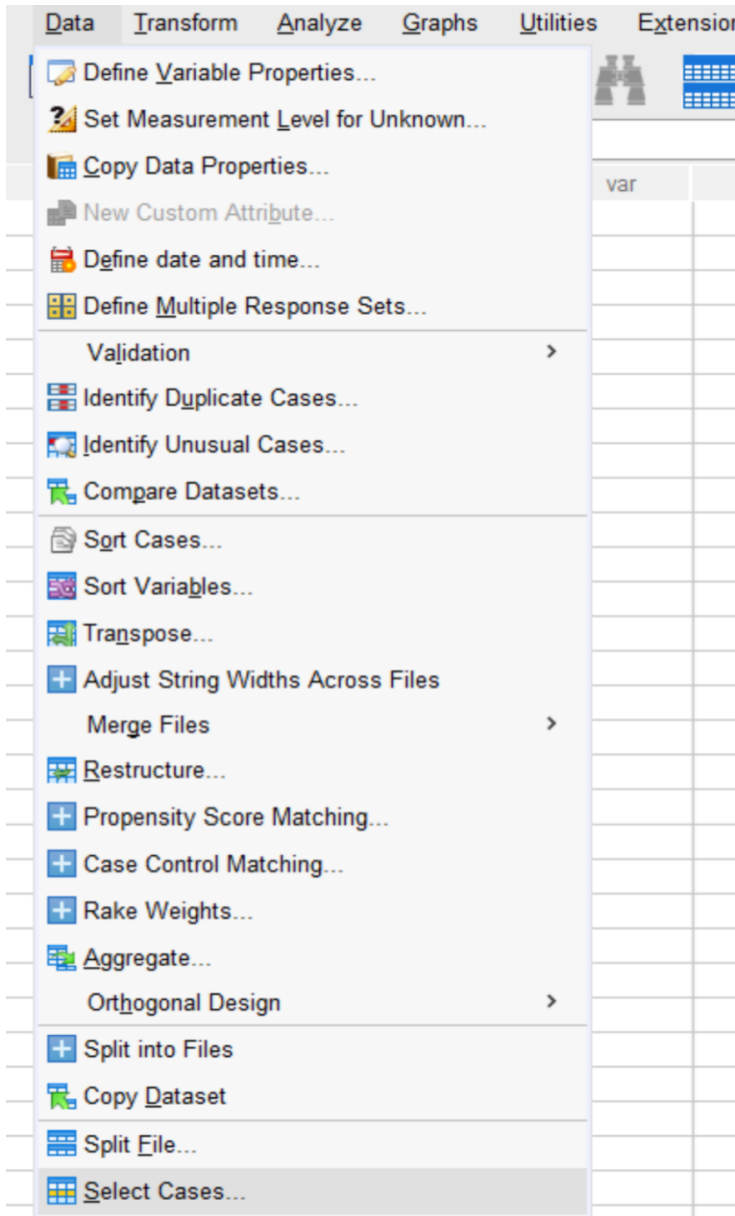 Data Transform Analyze Graphs Utilities Extension
Define Variable Properties...
Set Measurement Level for Unknown...
Copy Data Properties...
var
New Custom Attribute...
Define date and time...
Define Multiple Response Sets...
Validation
Identify Duplicate Cases...
Identify Unusual Cases...
Compare Datasets...
Sort Cases...
Sort Variables...
Transpose...
Adjust String Widths Across Files
Merge Files
Restructure...
Propensity Score Matching...
Case Control Matching...
Rake Weights...
Aggregate...
Orthogonal Design
Split into Files
Copy Dataset
Split File...
Select Cases...